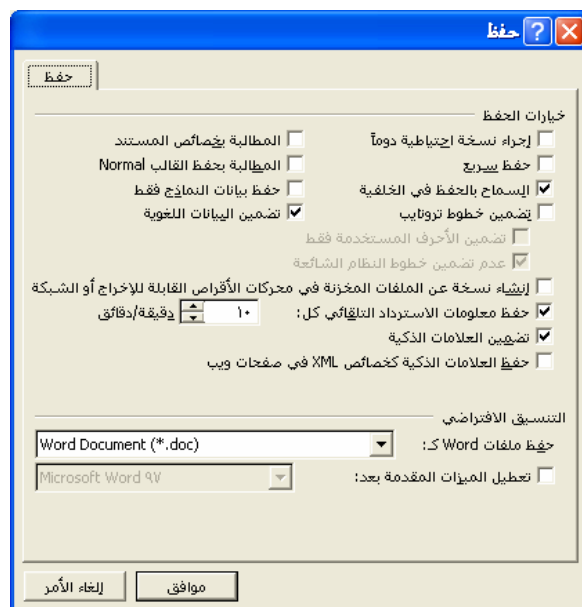 حفظ
حفظ
خيارات الحفظ
إجراء نسخة احتياطية دوماً المطالبة بخصائص المستند
حفظ سريع المطالبة بحفظ القالب Normal
السماح بالحفظ في الخلفية حفظ بيانات النماذج فقط
تضمين خطوط تروتايب تضمين البيانات اللغوية
تضمين الأحرف المستخدمة فقط
عدم تضمين خطوط النظام الشائعة
إنشاء نسخة عن الملفات المخزنة في محركات الأقراص القابلة للإخراج أو الشبكة
حفظ معلومات الاسترداد التلقائي كل: ١٠ دقيقة/دقائق
تضمين العلامات الذكية
حفظ العلامات الذكية كخصائص XML في صفحات ويب
التنسيق الافتراضي
حفظ ملفات Word كـ: Word Document (*.doc)
تعطيل الميزات المقدمة بعد: Microsoft Word ٩٧
موافق إلغاء الأمر